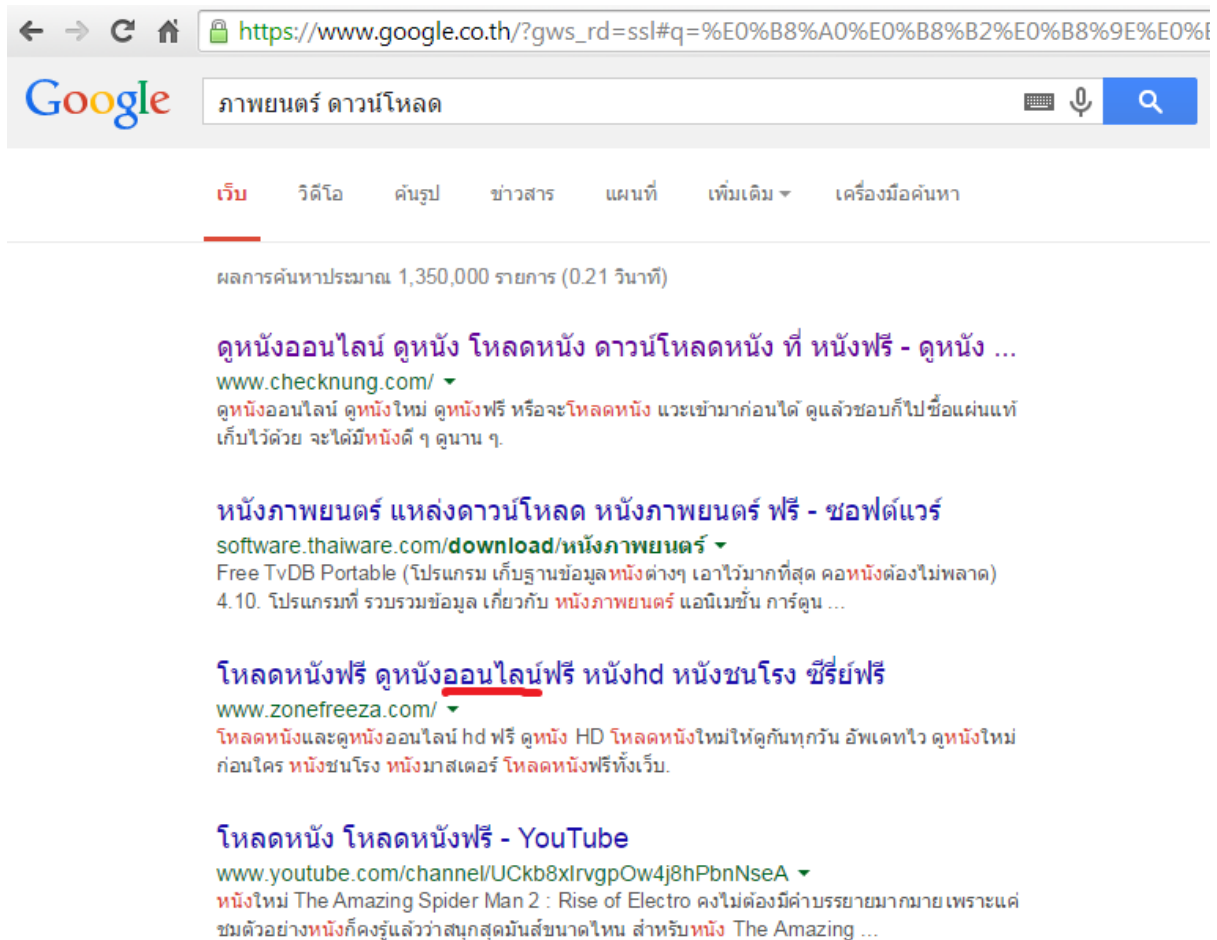 https://www.google.co.th/?gws_rd=ssl#q=%E0%B8%A0%E0%B8%B2%E0%B8%9E%E0%
Google ภาพยนตร์ ดาวน์โหลด
เว็บ วิดีโอ ค้นรูป ข่าวสาร แผนที่ เพิ่มเติม เครื่องมือค้นหา
ผลการค้นหาประมาณ 1,350,000 รายการ (0.21 วินาที)
ดูหนังออนไลน์ ดูหนัง โหลดหนัง ดาวน์โหลดหนัง ที่ หนังฟรี - ดูหนัง ...
www.checknung.com/
ดูหนังออนไลน์ ดูหนังใหม่ ดูหนังฟรี หรือจะโหลดหนัง แวะเข้ามาก่อนได้ ดูแล้วชอบก็ไปซื้อแผ่นแท้
เก็บไว้ด้วย จะได้มีหนังดี ๆ ดูนาน ๆ.
หนังภาพยนตร์ แหล่งดาวน์โหลด หนังภาพยนตร์ ฟรี - ซอฟต์แวร์
software.thaiware.com/download/หนังภาพยนตร์
Free TvDB Portable (โปรแกรม เก็บฐานข้อมูลหนังต่างๆ เอาไว้มากที่สุด คอหนังต้องไม่พลาด)
4.10. โปรแกรมที่ รวบรวมข้อมูล เกี่ยวกับ หนังภาพยนตร์ แอนิเมชั่น การ์ตูน ...
โหลดหนังฟรี ดูหนังออนไลน์ฟรี หนังhd หนังชนโรง ซีรี่ย์ฟรี
www.zonefreeza.com/
โหลดหนังและดูหนังออนไลน์ hd ฟรี ดูหนัง HD โหลดหนังใหม่ให้ดูกันทุกวัน อัพเดทไว ดูหนังใหม่
ก่อนใคร หนังชนโรง หนังมาสเตอร์ โหลดหนังฟรีทั้งเว็บ.
โหลดหนัง โหลดหนังฟรี - YouTube
www.youtube.com/channel/UCkb8xIrvgpOw4j8hPbnNseA
หนังใหม่ The Amazing Spider Man 2 : Rise of Electro คงไม่ต้องมีคำบรรยายมากมาย เพราะแค่
ชมตัวอย่างหนังก็คงรู้แล้วว่าสนุกสุดมันส์ขนาดไหน สำหรับหนัง The Amazing ...